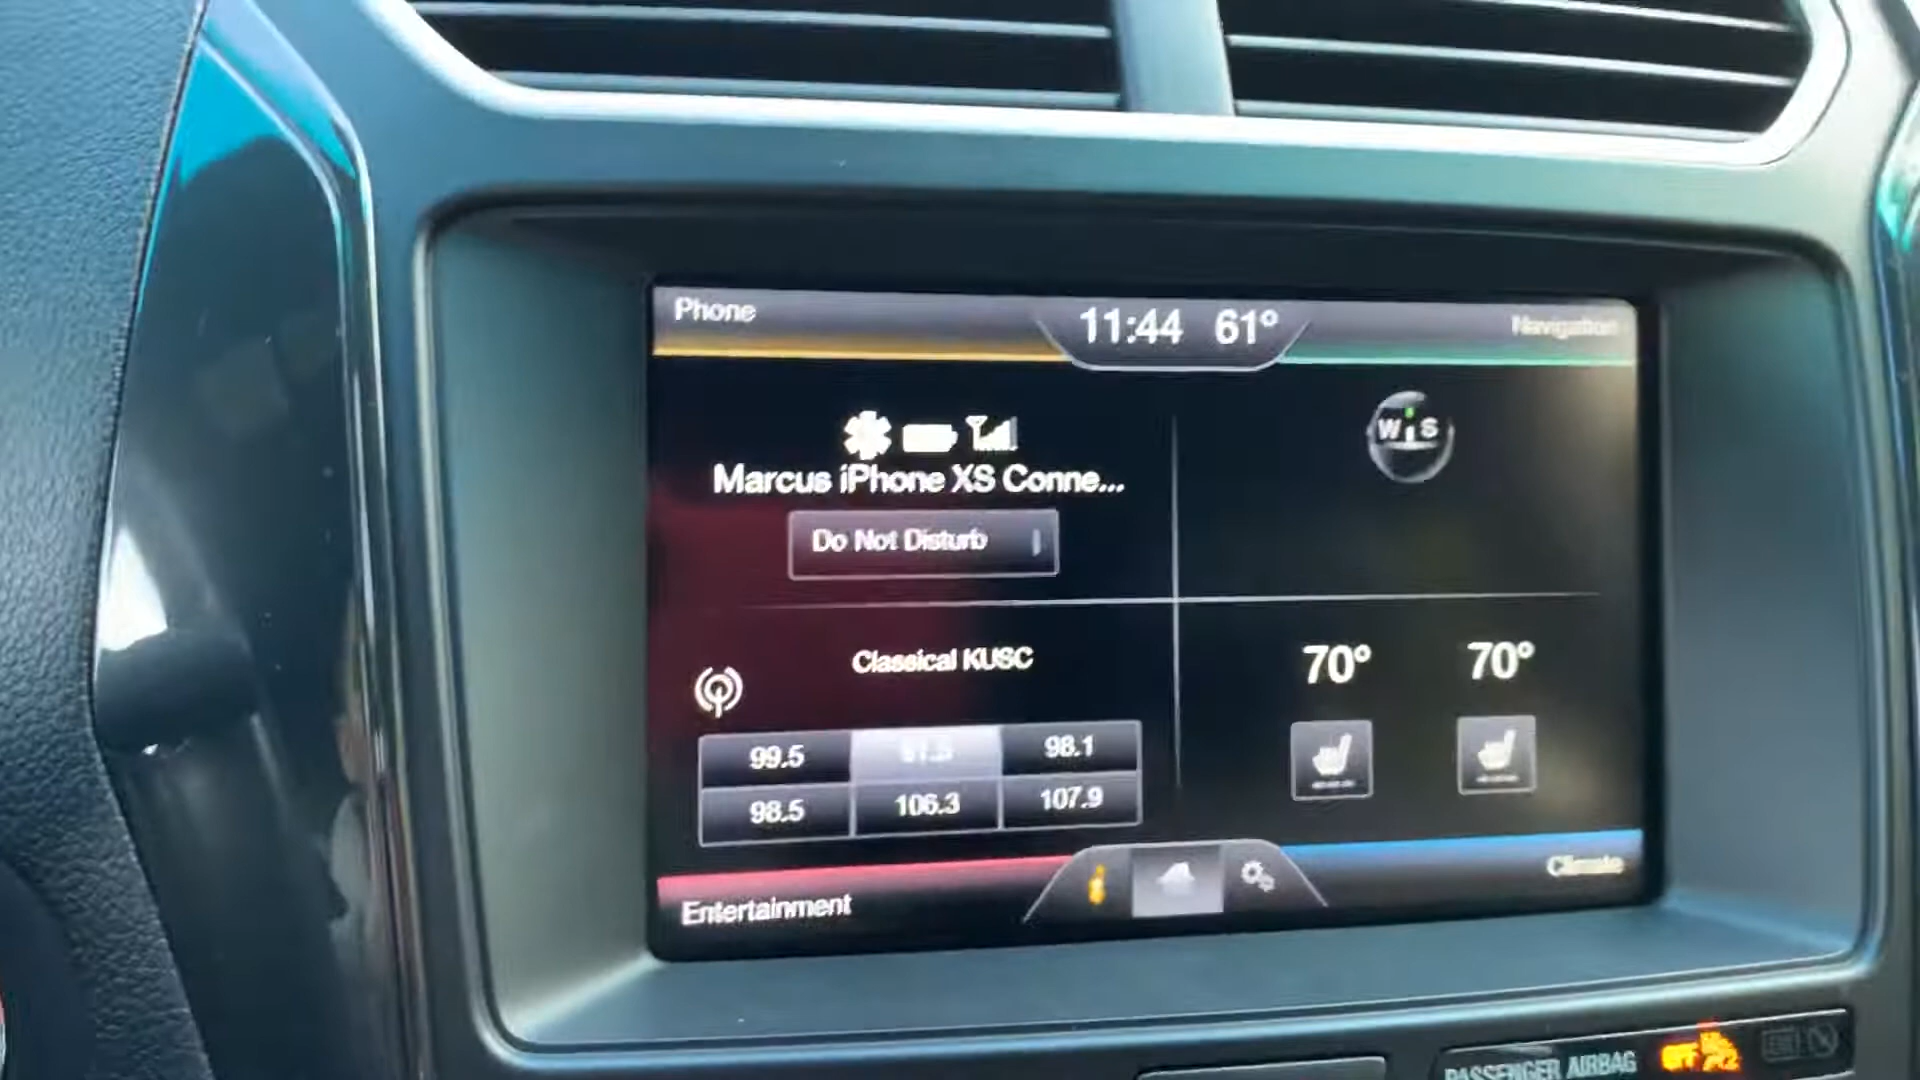 Phone
11:44 61°
Navigation
Marcus iPhone XS Conne...
Do Not Disturb
W S
Classical KUSC
99.5
98.1
98.5
106.3
107.9
70° 70°
Entertainment
i
Climate
PASSENGER AIRBAG
OFF